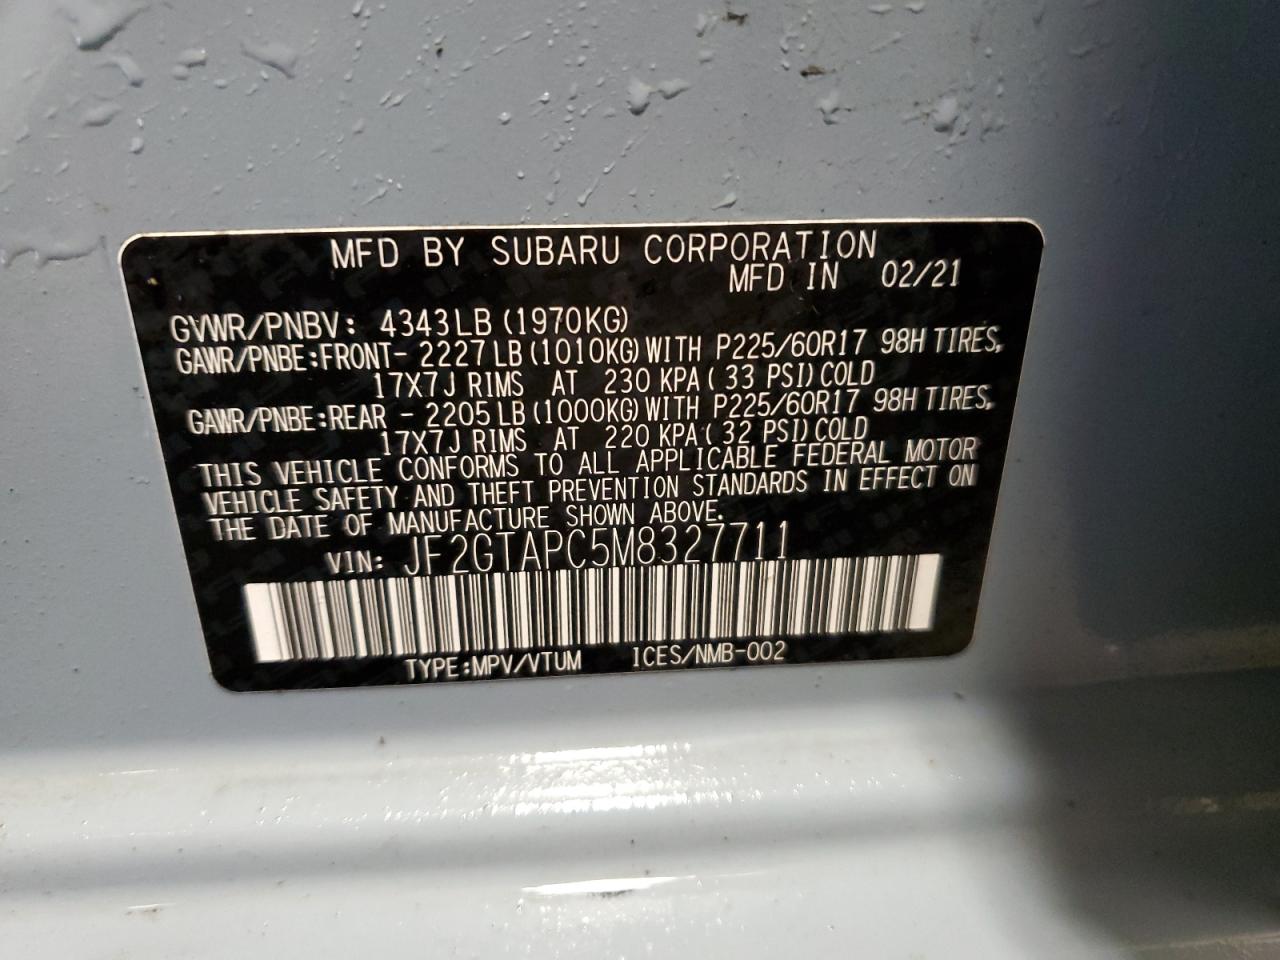 MFD BY SUBARU CORPORATION
MFD IN 02/21
GVWR/PNBV: 4343LB(1970KG)
GAWR/PNBE:FRONT- 2227LB(1010KG)WITH P225/60R17 98H TIRES,
17X7J RIMS AT 230 KPA( 33 PSI)COLD
GAWR/PNBE:REAR - 2205LB(1000KG)WITH P225/60R17 98H TIRES,
17X7J RIMS AT 220 KPA( 32 PSI)COLD
THIS VEHICLE CONFORMS TO ALL APPLICABLE FEDERAL MOTOR
VEHICLE SAFETY AND THEFT PREVENTION STANDARDS IN EFFECT ON
THE DATE OF MANUFACTURE SHOWN ABOVE.
VIN: JF2GTAPC5M8327711
TYPE:MPV/VTUM ICES/NMB-002